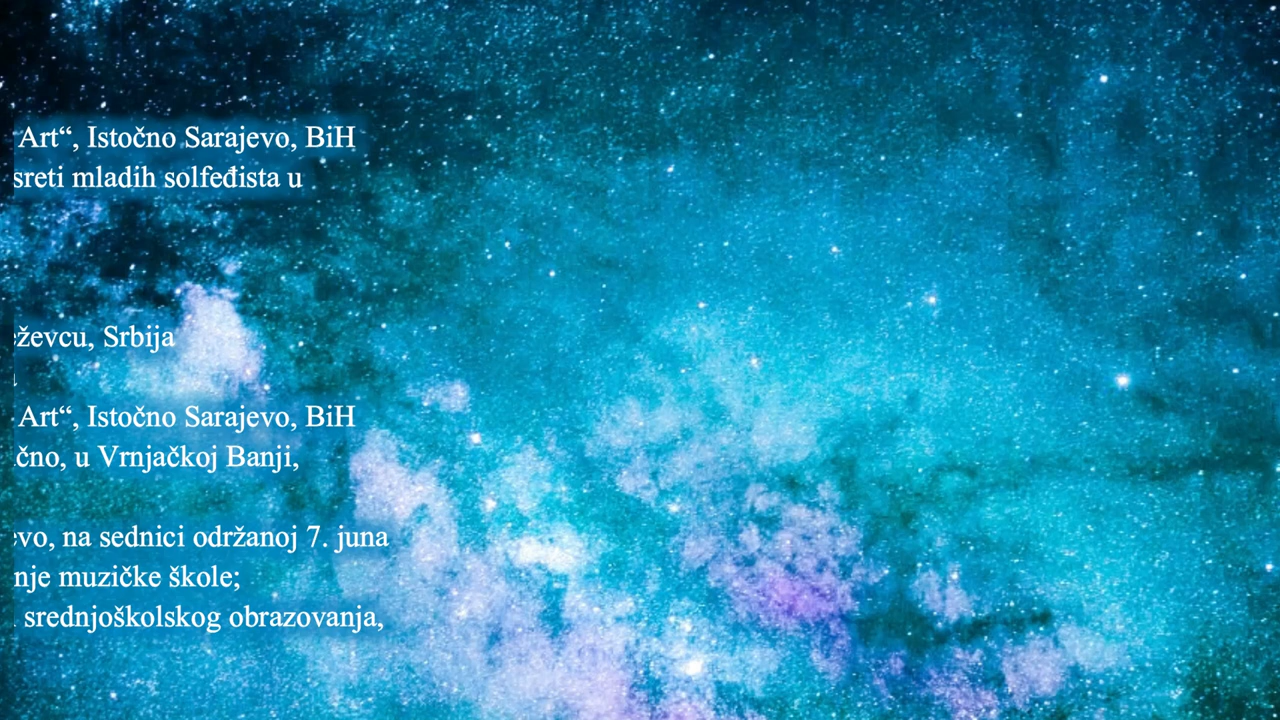 Art“, Istočno Sarajevo, BiH
sreti mladih solfeđista u
ževcu, Srbija
Art“, Istočno Sarajevo, BiH
čno, u Vrnjačkoj Banji,
vo, na sednici održanoj 7. juna
nje muzičke škole;
srednjoškolskog obrazovanja,